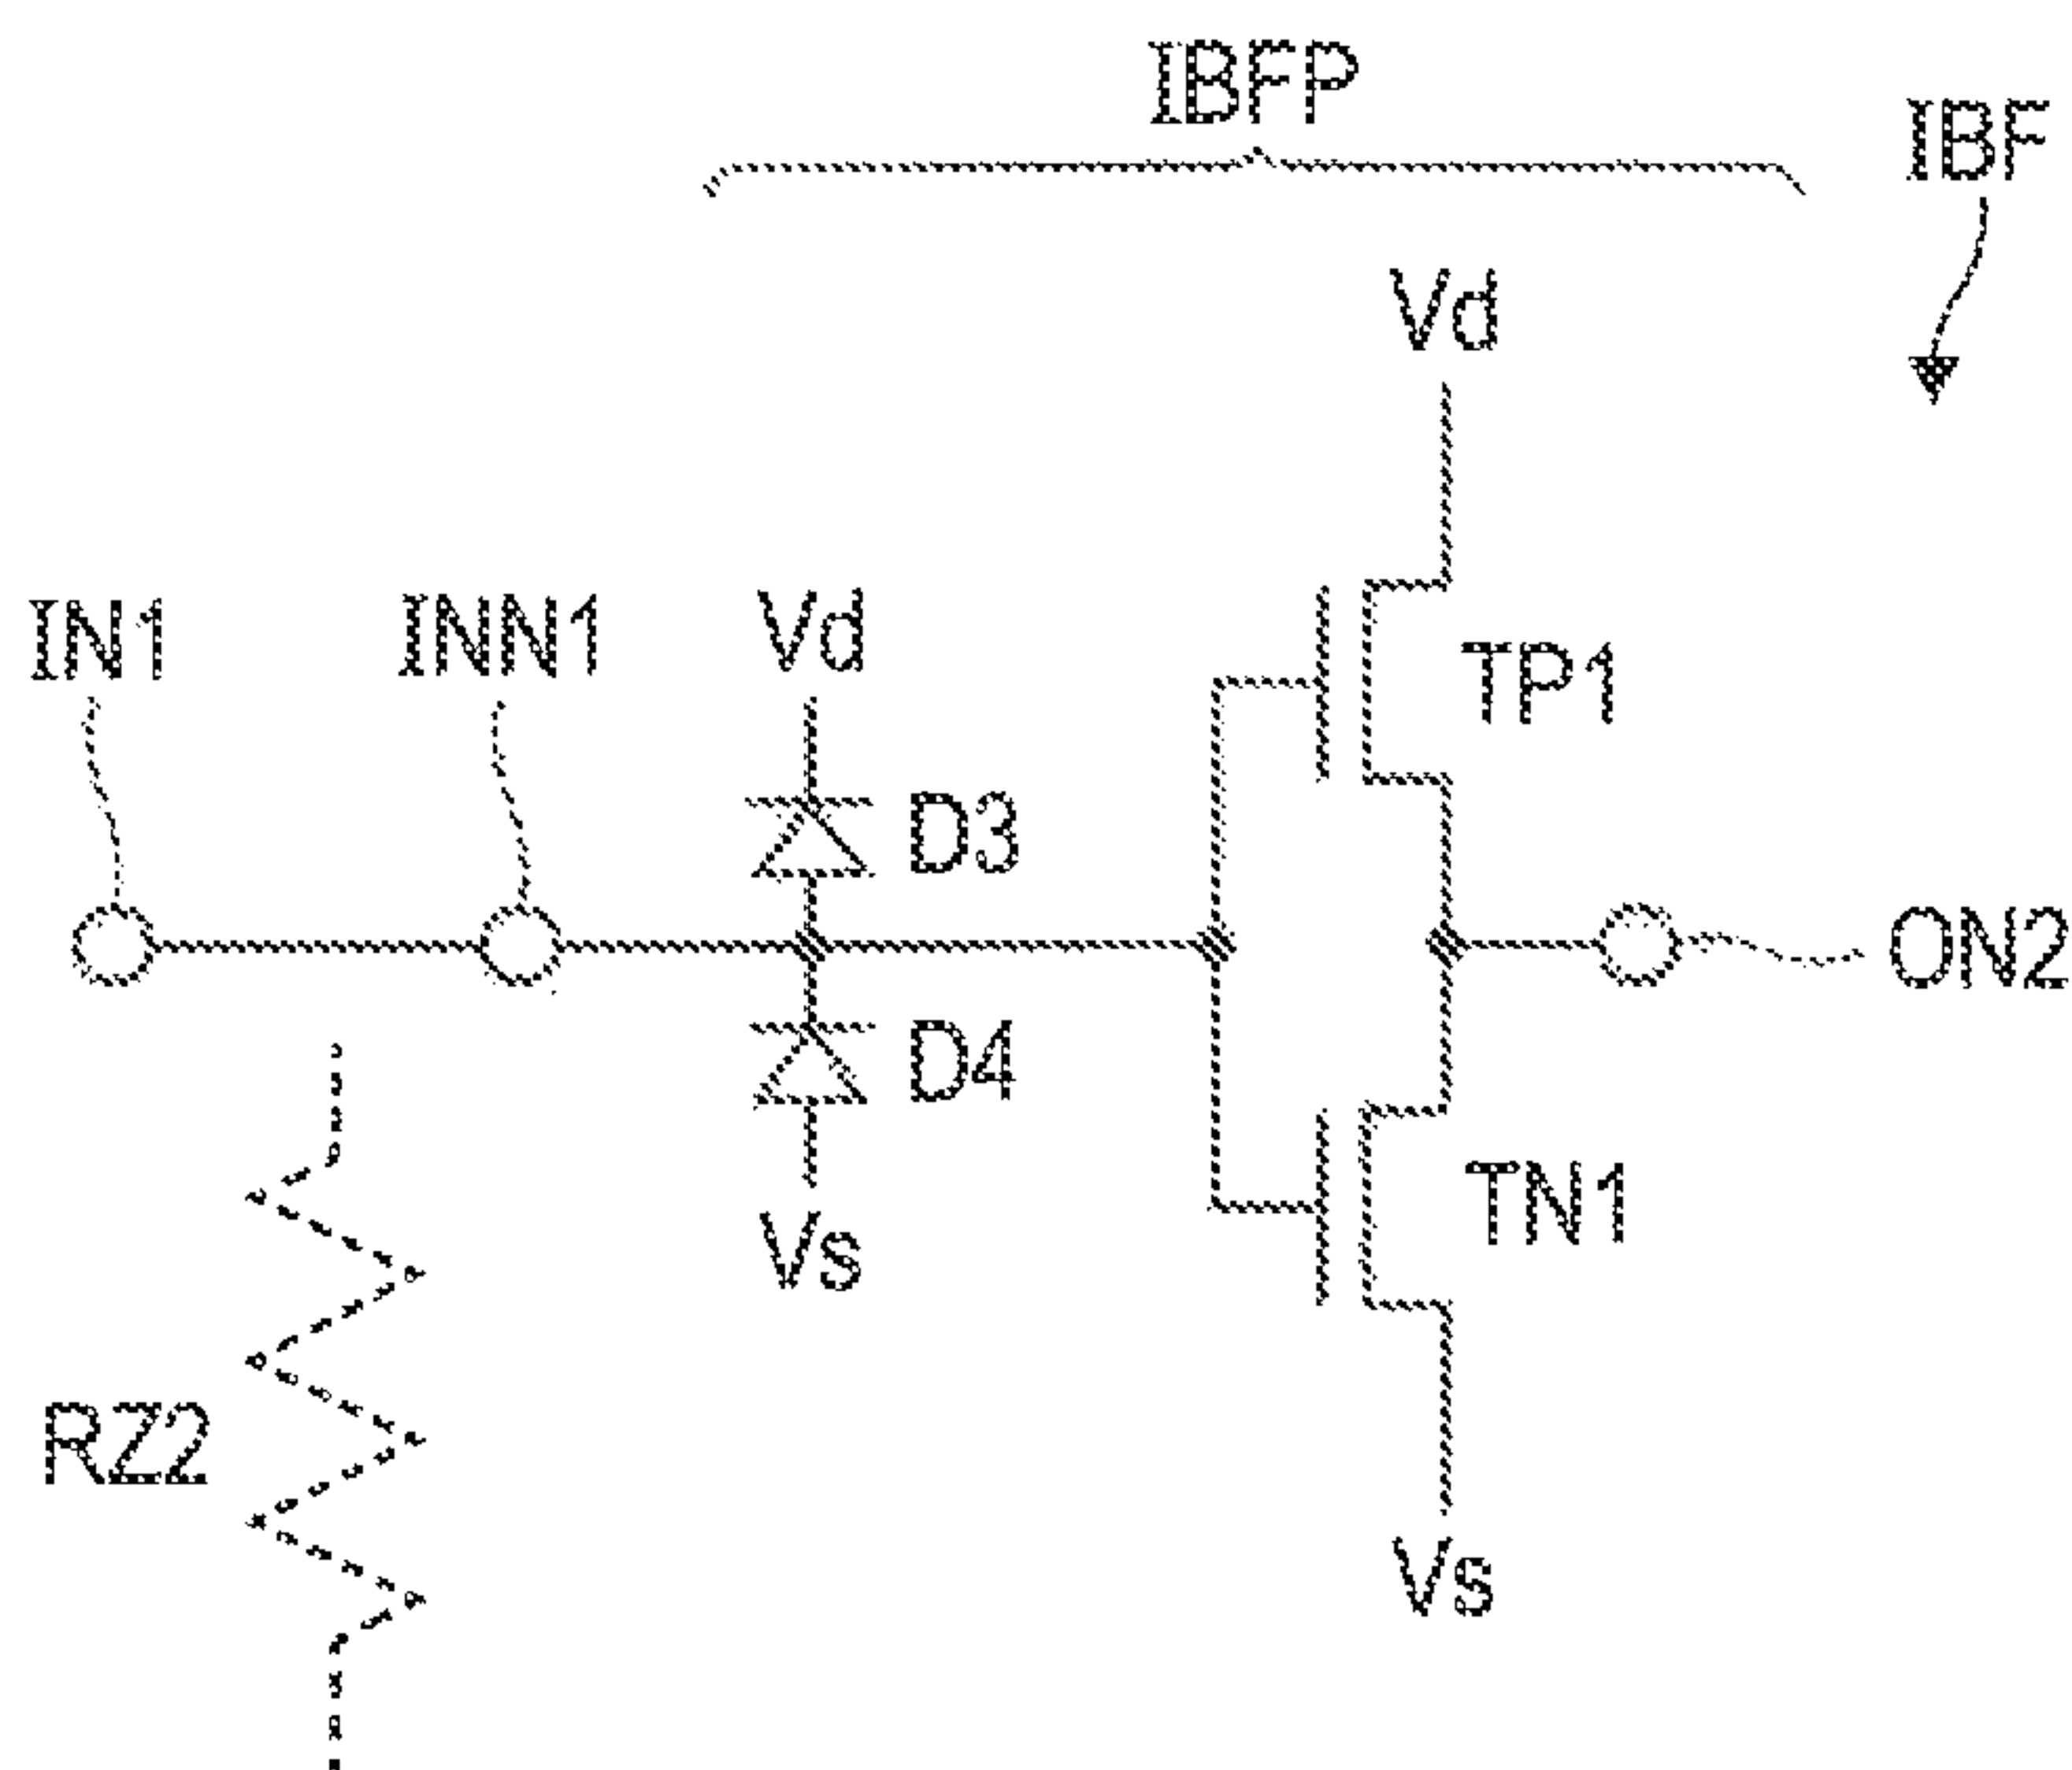 IBFP
IBF
Vd
IN1
INN1
Vd
TP1
D3
ON2
D4
TN1
Vs
RZ2
Vs